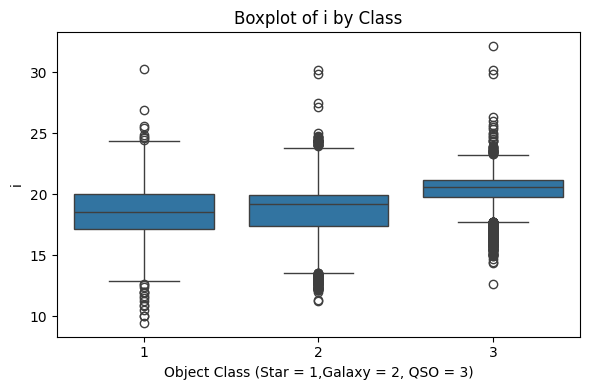 Boxplot of i by Class
30
25
20
15
10
i
1 2 3
Object Class (Star = 1,Galaxy = 2, QSO = 3)